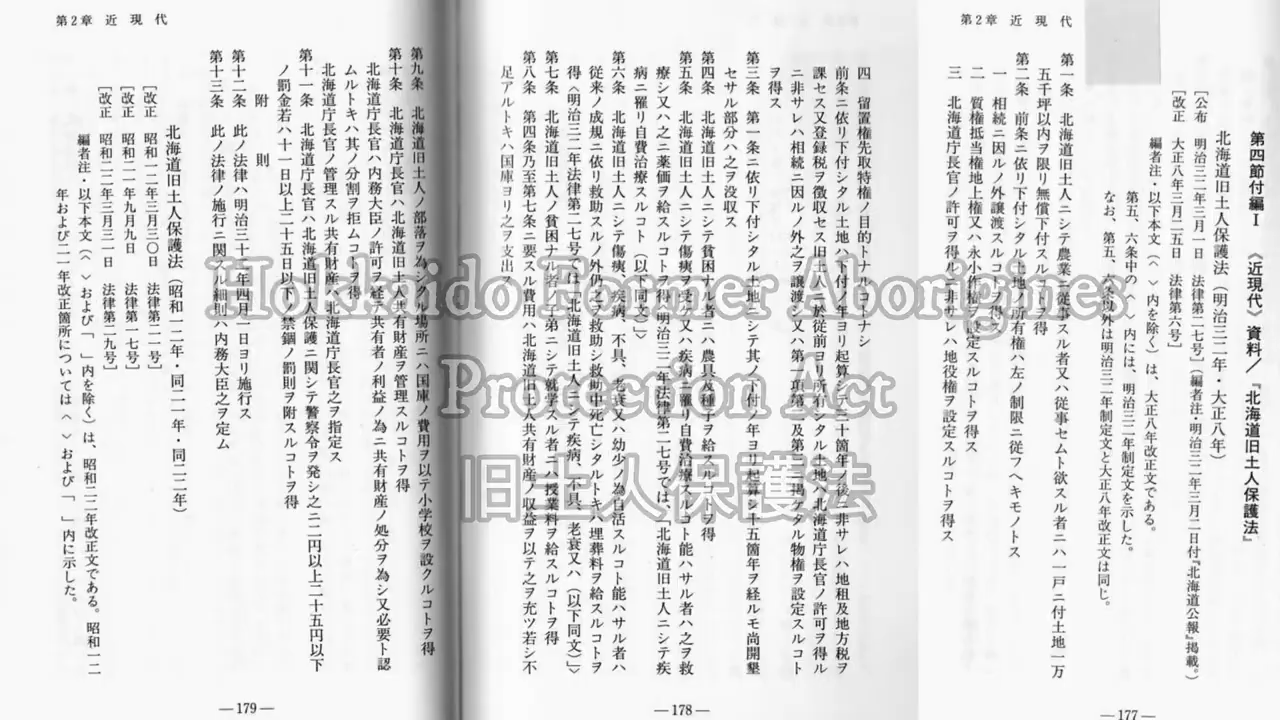 第2章 近現代
第四節付編Ⅰ 〈近現代〉資料／『北海道旧土人保護法』
北海道旧土人保護法（明治三二年・大正八年）
［公布 明治三二年三月一日 法律第二七号］（編者注・明治三二年三月二日付『北海道公報』掲載。）
［改正 大正八年三月二五日 法律第六号］
編者注・以下本文（〈 〉内を除く）は、大正八年改正文である。
第五、六条中の〈 〉内には、明治三二年制定文を示した。
なお、第五、六条以外は明治三二年制定文と大正八年改正文は同じ。
第一条 北海道旧土人ニシテ農業ニ従事スル者又ハ従事セムト欲スル者ニハ一戸ニ付土地一万
五千坪以内ヲ限リ無償下付スルコトヲ得
第二条 前条ニ依リ下付シタル土地ノ所有権ハ左ノ制限ニ従フヘキモノトス
一 相続ニ因ルノ外譲渡スルコトヲ得ス
二 質権抵当権地上権又ハ永小作権ヲ設定スルコトヲ得ス
三 北海道庁長官ノ許可ヲ得ルニ非サレハ地役権ヲ設定スルコトヲ得ス
—177—
四 留置権先取特権ノ目的トナルコトナシ
前条ニ依リ下付シタル土地ハ下付ノ年ヨリ起算シテ三十箇年ノ後ニ非サレハ地租及地方税ヲ
課セス又登録税ヲ徴収セス旧土人ニ於テ従前ヨリ所有シタル土地ハ北海道庁長官ノ許可ヲ得ル
ニ非サレハ相続ニ因ルノ外之ヲ譲渡シ又ハ第一項第二及第三ニ掲ケタル物権ヲ設定スルコト
ヲ得ス
第三条 第一条ニ依リ下付シタル土地ニシテ其ノ下付ノ年ヨリ起算シ十五箇年ヲ経ルモ尚開墾
セサル部分ハ之ヲ没収ス
第四条 北海道旧土人ニシテ貧困ナル者ニハ農具及種子ヲ給スルコトヲ得
第五条 北海道旧土人ニシテ傷痍ヲ受ケ又ハ疾病ニ罹リ自費治療スルコト能ハサル者ハ之ヲ救
療シ又ハ之ニ薬価ヲ給スルコトヲ得〈明治三二年法律第二七号では、「北海道旧土人ニシテ疾
病ニ罹リ自費治療スルコト（以下同文）」〉
第六条 北海道旧土人ニシテ傷痍、疾病、不具、老衰又ハ幼少ノ為自活スルコト能ハサル者ハ
従来ノ成規ニ依リ救助スルノ外仍之ヲ救助シ救助中死亡シタルトキハ埋葬料ヲ給スルコトヲ
得〈明治三二年法律第二七号では「北海道旧土人ニシテ疾病、不具、老衰又ハ（以下同文）」〉
第七条 北海道旧土人ノ貧困ナル者ノ子弟ニシテ就学スル者ニハ授業料ヲ給スルコトヲ得
第八条 第四条乃至第七条ニ要スル費用ハ北海道旧土人共有財産ノ収益ヲ以テ之ヲ充ツ若シ不
足アルトキハ国庫ヨリ之ヲ支出ス
—178—
第2章 近現代
第九条 北海道旧土人ノ部落ヲ為シタル場所ニハ国庫ノ費用ヲ以テ小学校ヲ設クルコトヲ得
第十条 北海道庁長官ハ北海道旧土人共有財産ヲ管理スルコトヲ得
北海道庁長官ハ内務大臣ノ許可ヲ経テ共有者ノ利益ノ為ニ共有財産ノ処分ヲ為シ又必要ト認
ムルトキハ其ノ分割ヲ拒ムコトヲ得
北海道庁長官ノ管理スル共有財産ハ北海道庁長官之ヲ指定ス
第十一条 北海道庁長官ハ北海道旧土人保護ニ関シテ警察令ヲ発シ之ニ二円以上二十五円以下
ノ罰金若ハ十一日以上二十五日以下ノ禁錮ノ罰則ヲ附スルコトヲ得
附 則
第十二条 此ノ法律ハ明治三十二年四月一日ヨリ施行ス
第十三条 此ノ法律ノ施行ニ関スル細則ハ内務大臣之ヲ定ム
北海道旧土人保護法（昭和一二年・同二一年・同二二年）
［改正 昭和一二年三月三〇日 法律第二一号］
［改正 昭和二一年九月九日 法律第一七号］
［改正 昭和二二年三月三一日 法律第二九号］
編者注・以下本文（〈 〉および「 」内を除く）は、昭和二二年改正文である。昭和一二
年および二一年改正箇所については〈 〉および「 」内に示した。
—179—
Hokkaido Former Aborigines
Protection Act
旧土人保護法